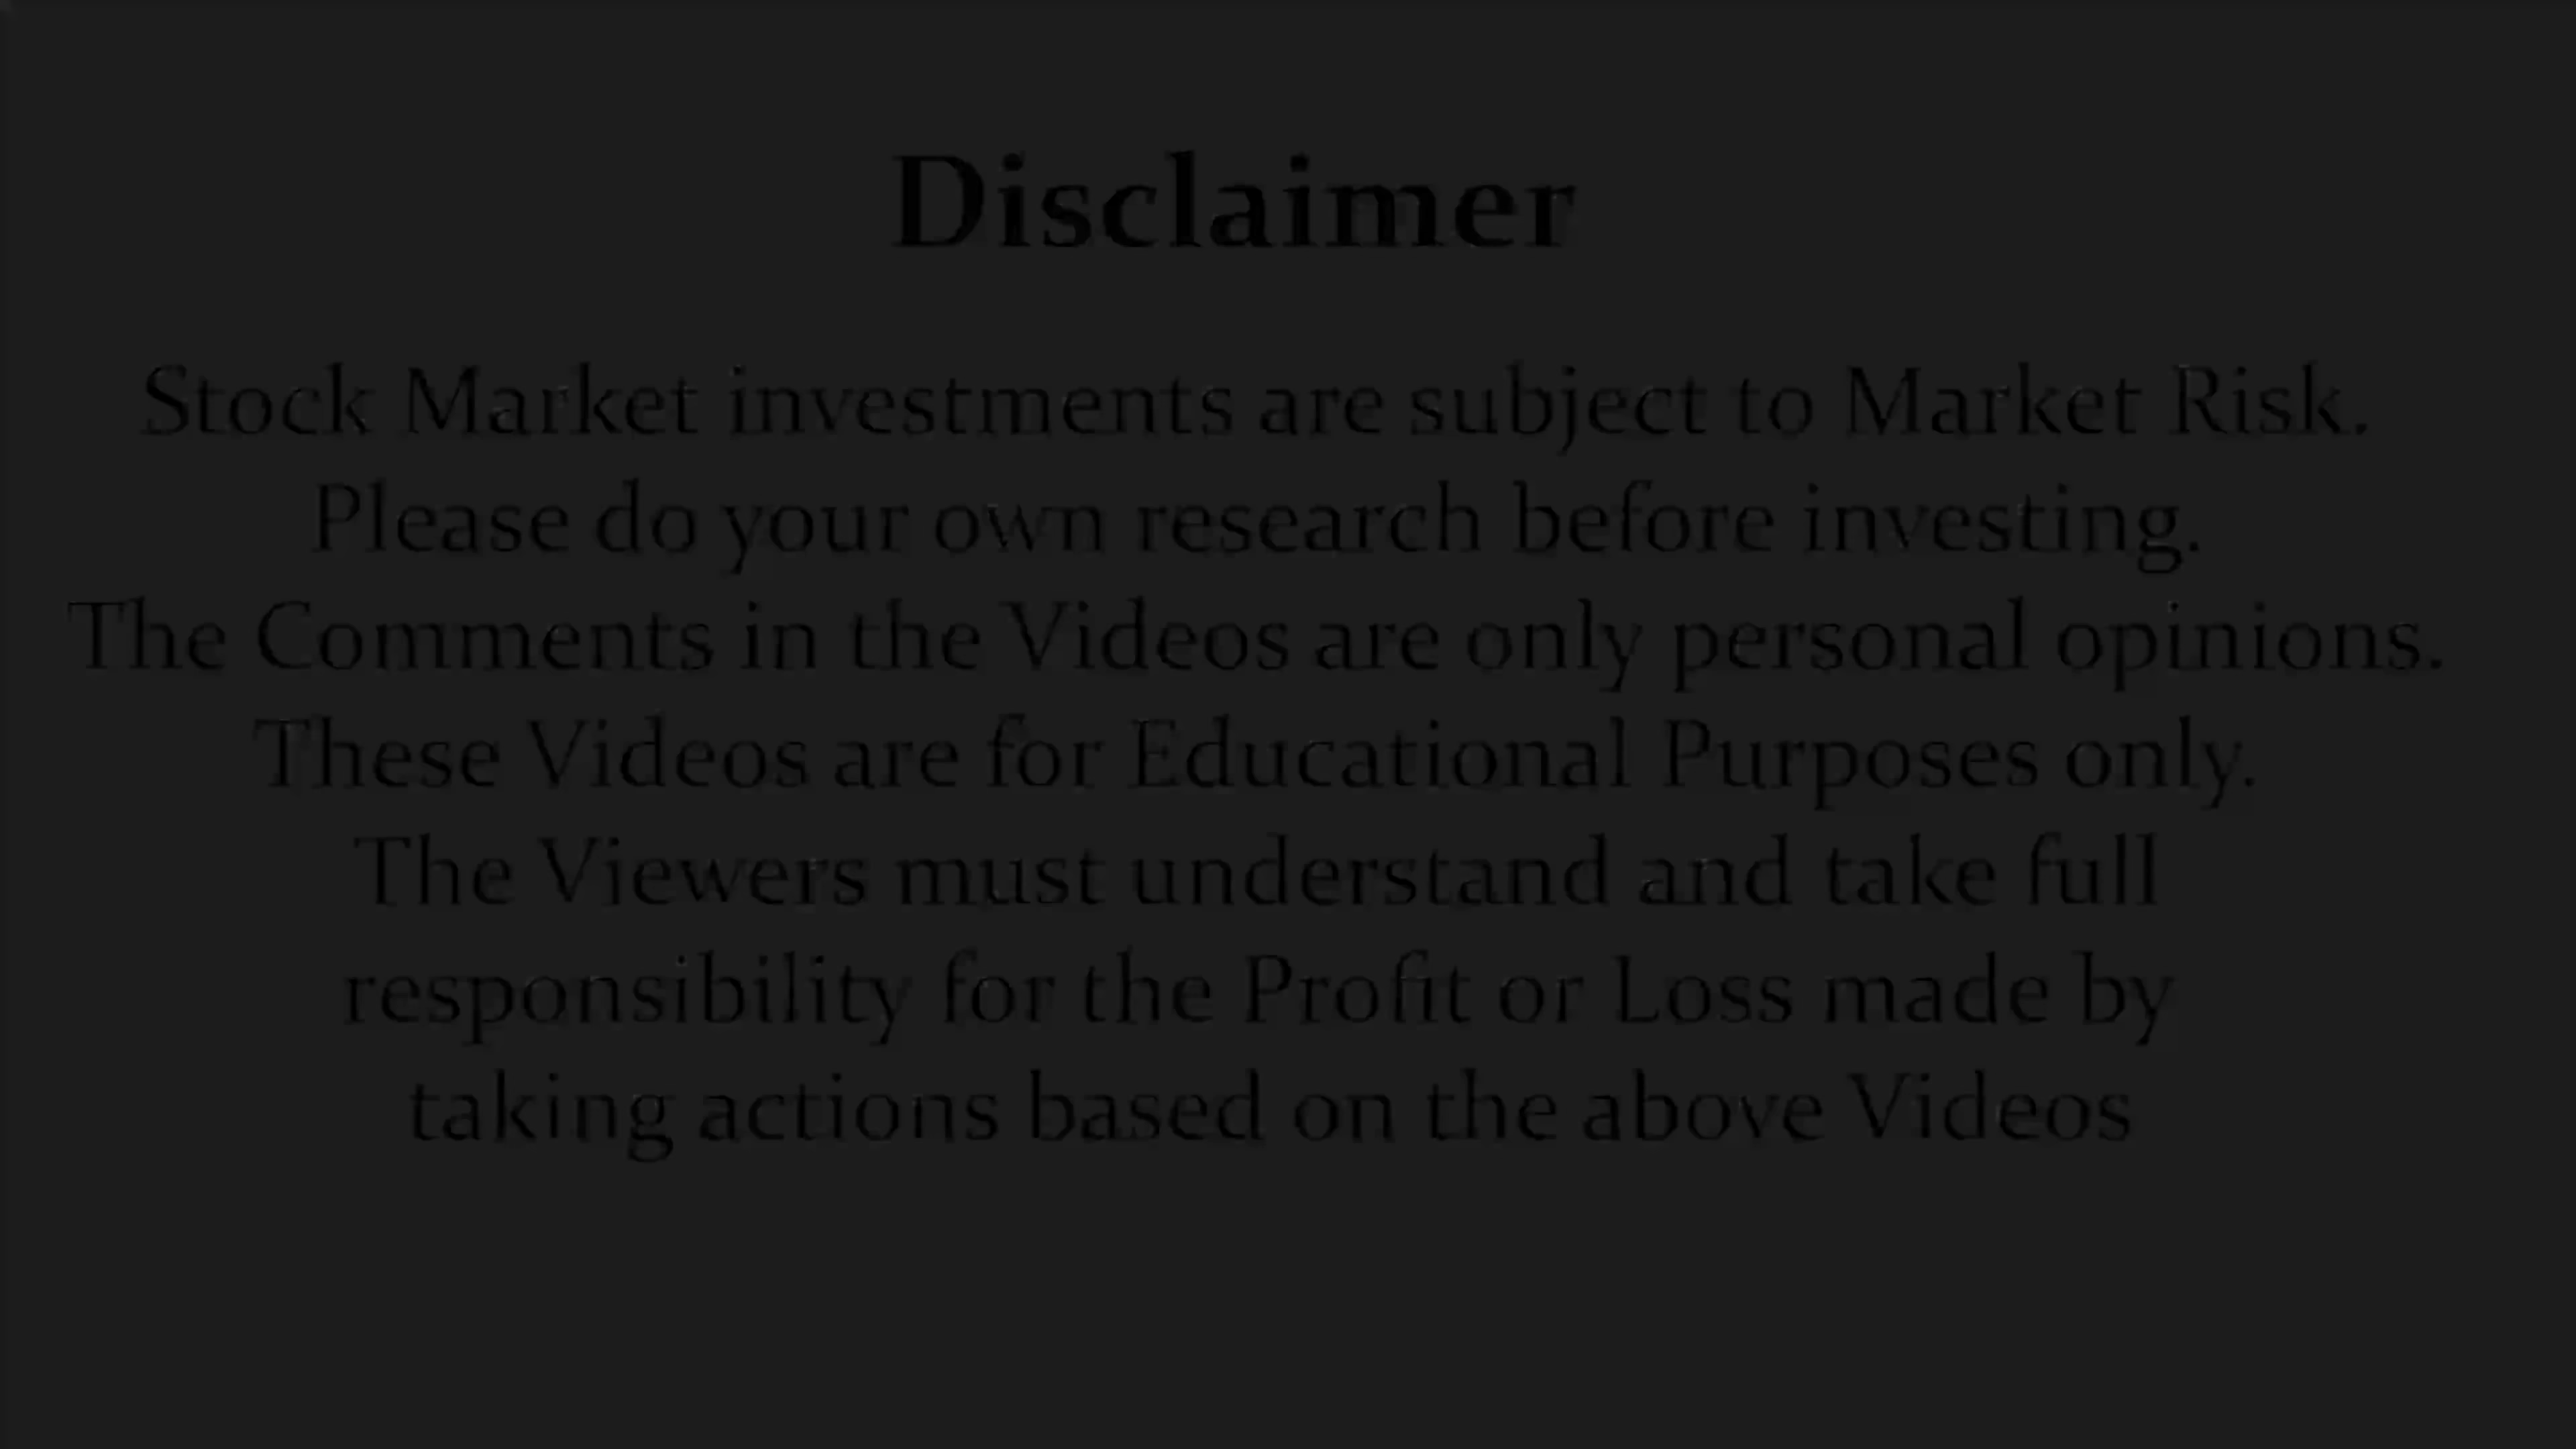 Disclaimer
Stock Market investments are subject to Market Risk.
Please do your own research before investing.
The Comments in the Videos are only personal opinions.
These Videos are for Educational Purposes only.
The Viewers must understand and take full
responsibility for the Profit or Loss made by
taking actions based on the above Videos